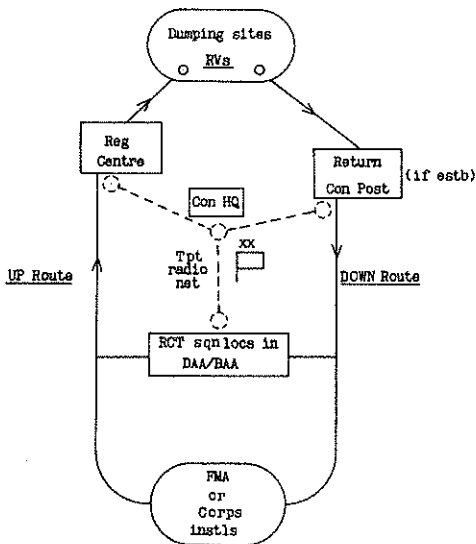 Dumping sites
RVs
Reg
Centre
Return
Con Post
(if estb)
Con HQ
xx
Tpt
radio
net
UP Route
DOWN Route
RCT sqn locs in
DAA/BAA
FMA
or
Corps
instls